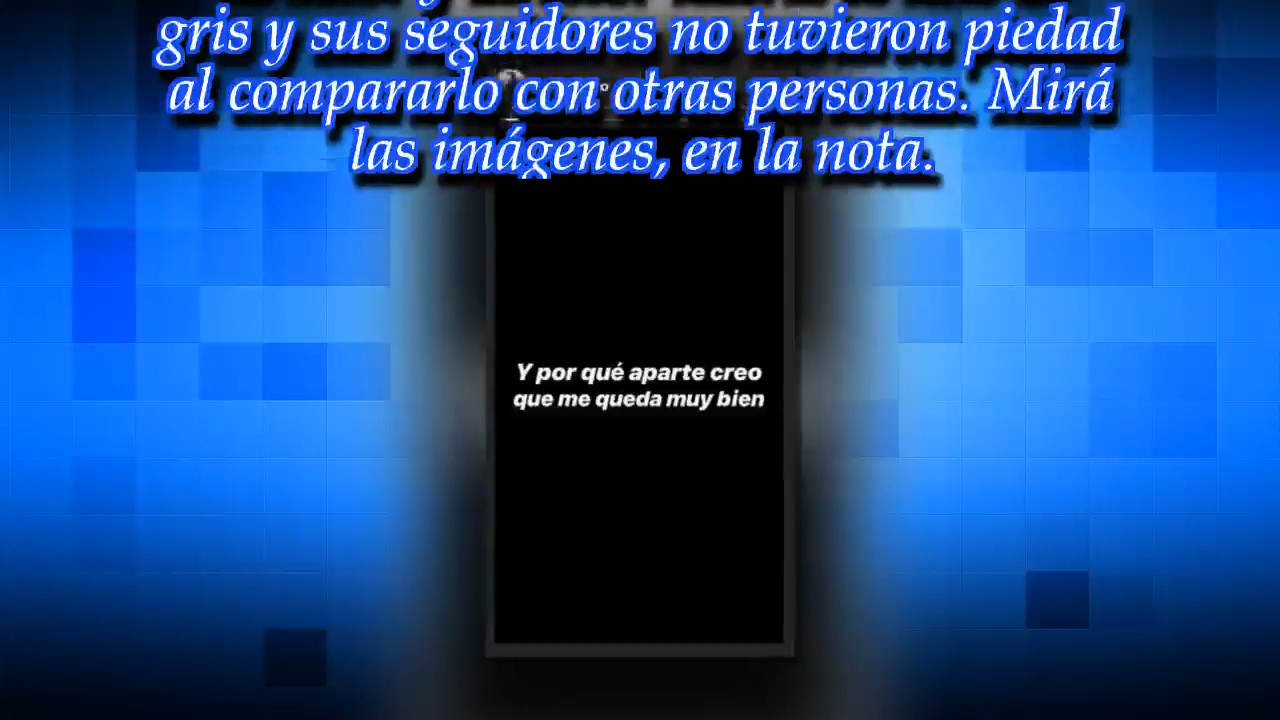 gris y sus seguidores no tuvieron piedad
al compararlo con otras personas. Mirá
las imágenes, en la nota.
Y por qué aparte creo
que me queda muy bien